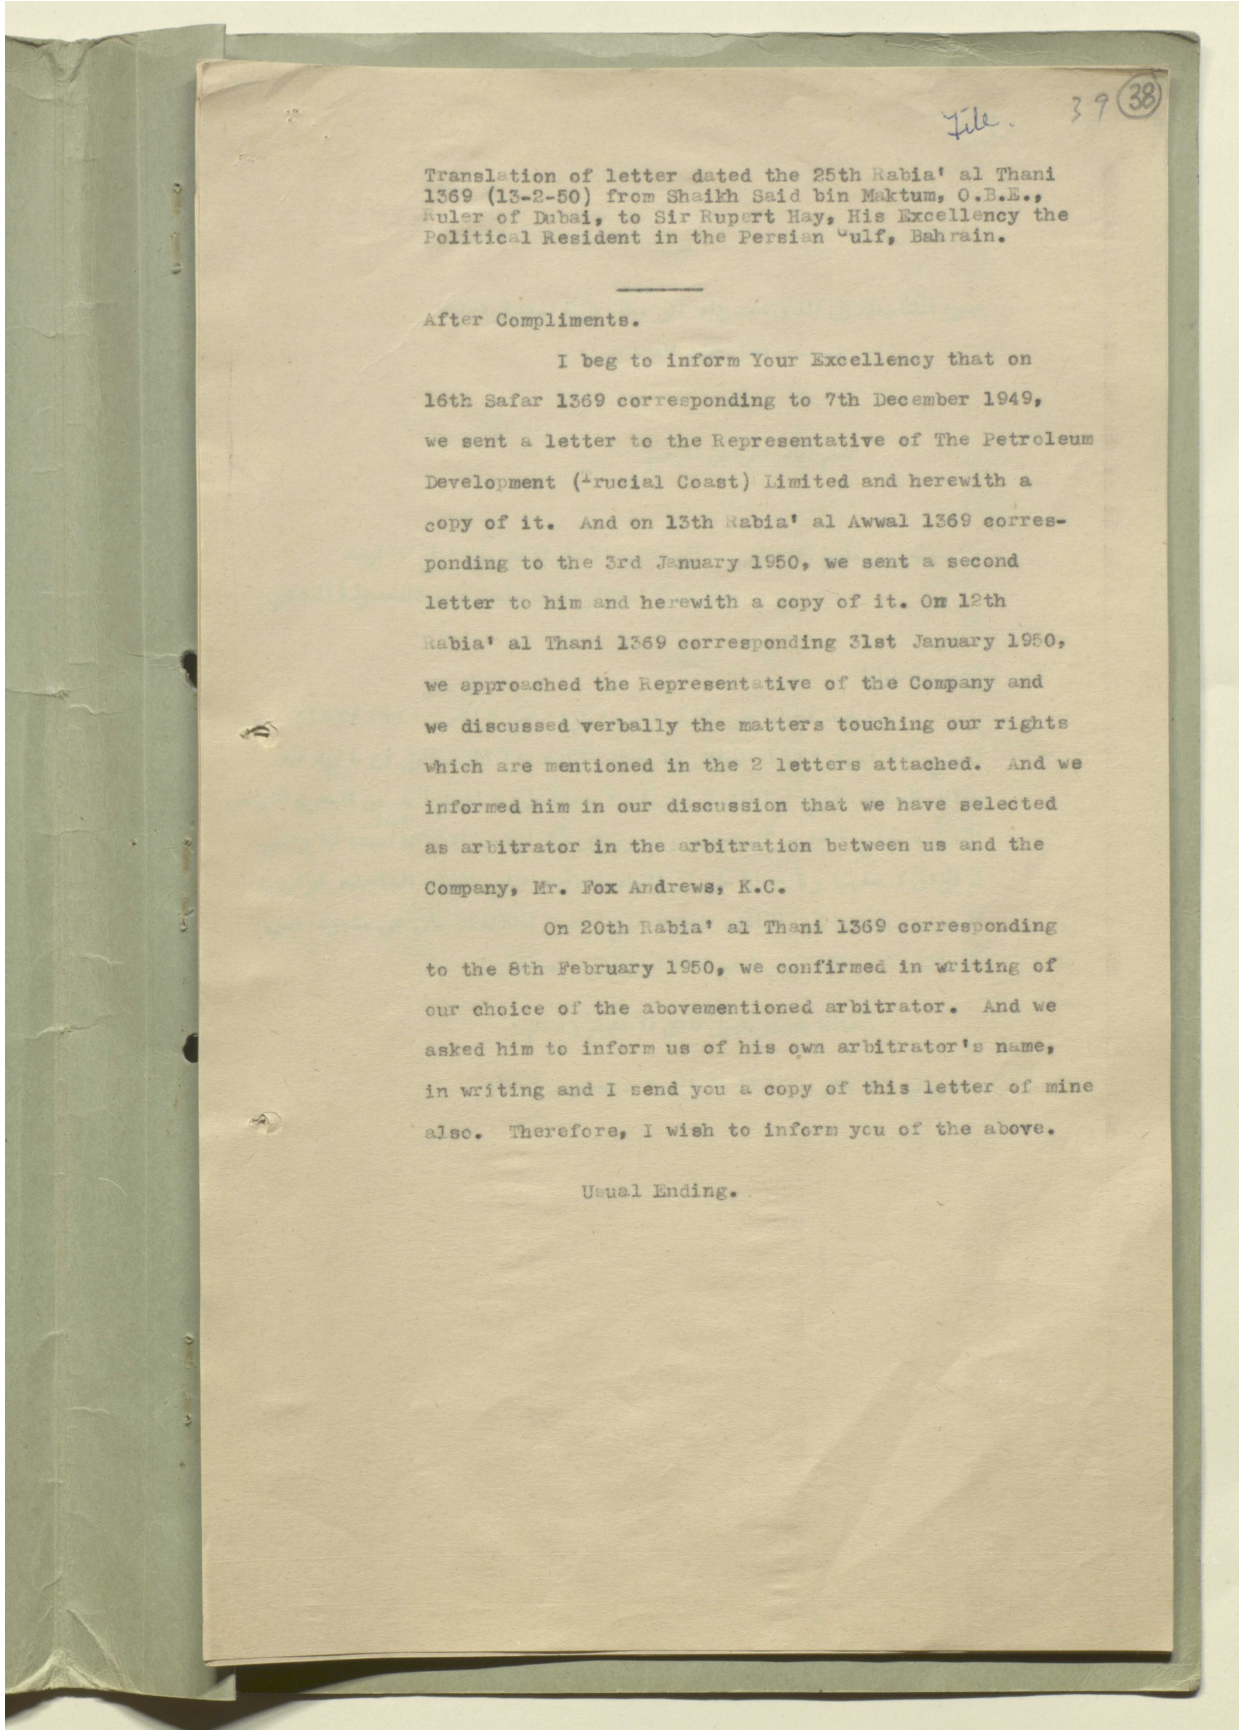 File.
39 38
Translation of letter dated the 25th Rabia' al Thani
1369 (13-2-50) from Shaikh Said bin Maktum, O.B.E.,
Ruler of Dubai, to Sir Rupert Hay, His Excellency the
Political Resident in the Persian Gulf, Bahrain.
After Compliments.
I beg to inform Your Excellency that on
16th Safar 1369 corresponding to 7th December 1949,
we sent a letter to the Representative of The Petroleum
Development (Trucial Coast) Limited and herewith a
copy of it. And on 13th Rabia' al Awwal 1369 corres-
ponding to the 3rd January 1950, we sent a second
letter to him and herewith a copy of it. On 12th
Rabia' al Thani 1369 corresponding 31st January 1950,
we approached the Representative of the Company and
we discussed verbally the matters touching our rights
which are mentioned in the 2 letters attached. And we
informed him in our discussion that we have selected
as arbitrator in the arbitration between us and the
Company, Mr. Fox Andrews, K.C.
On 20th Rabia' al Thani 1369 corresponding
to the 8th February 1950, we confirmed in writing of
our choice of the abovementioned arbitrator. And we
asked him to inform us of his own arbitrator's name,
in writing and I send you a copy of this letter of mine
also. Therefore, I wish to inform you of the above.
Usual Ending.